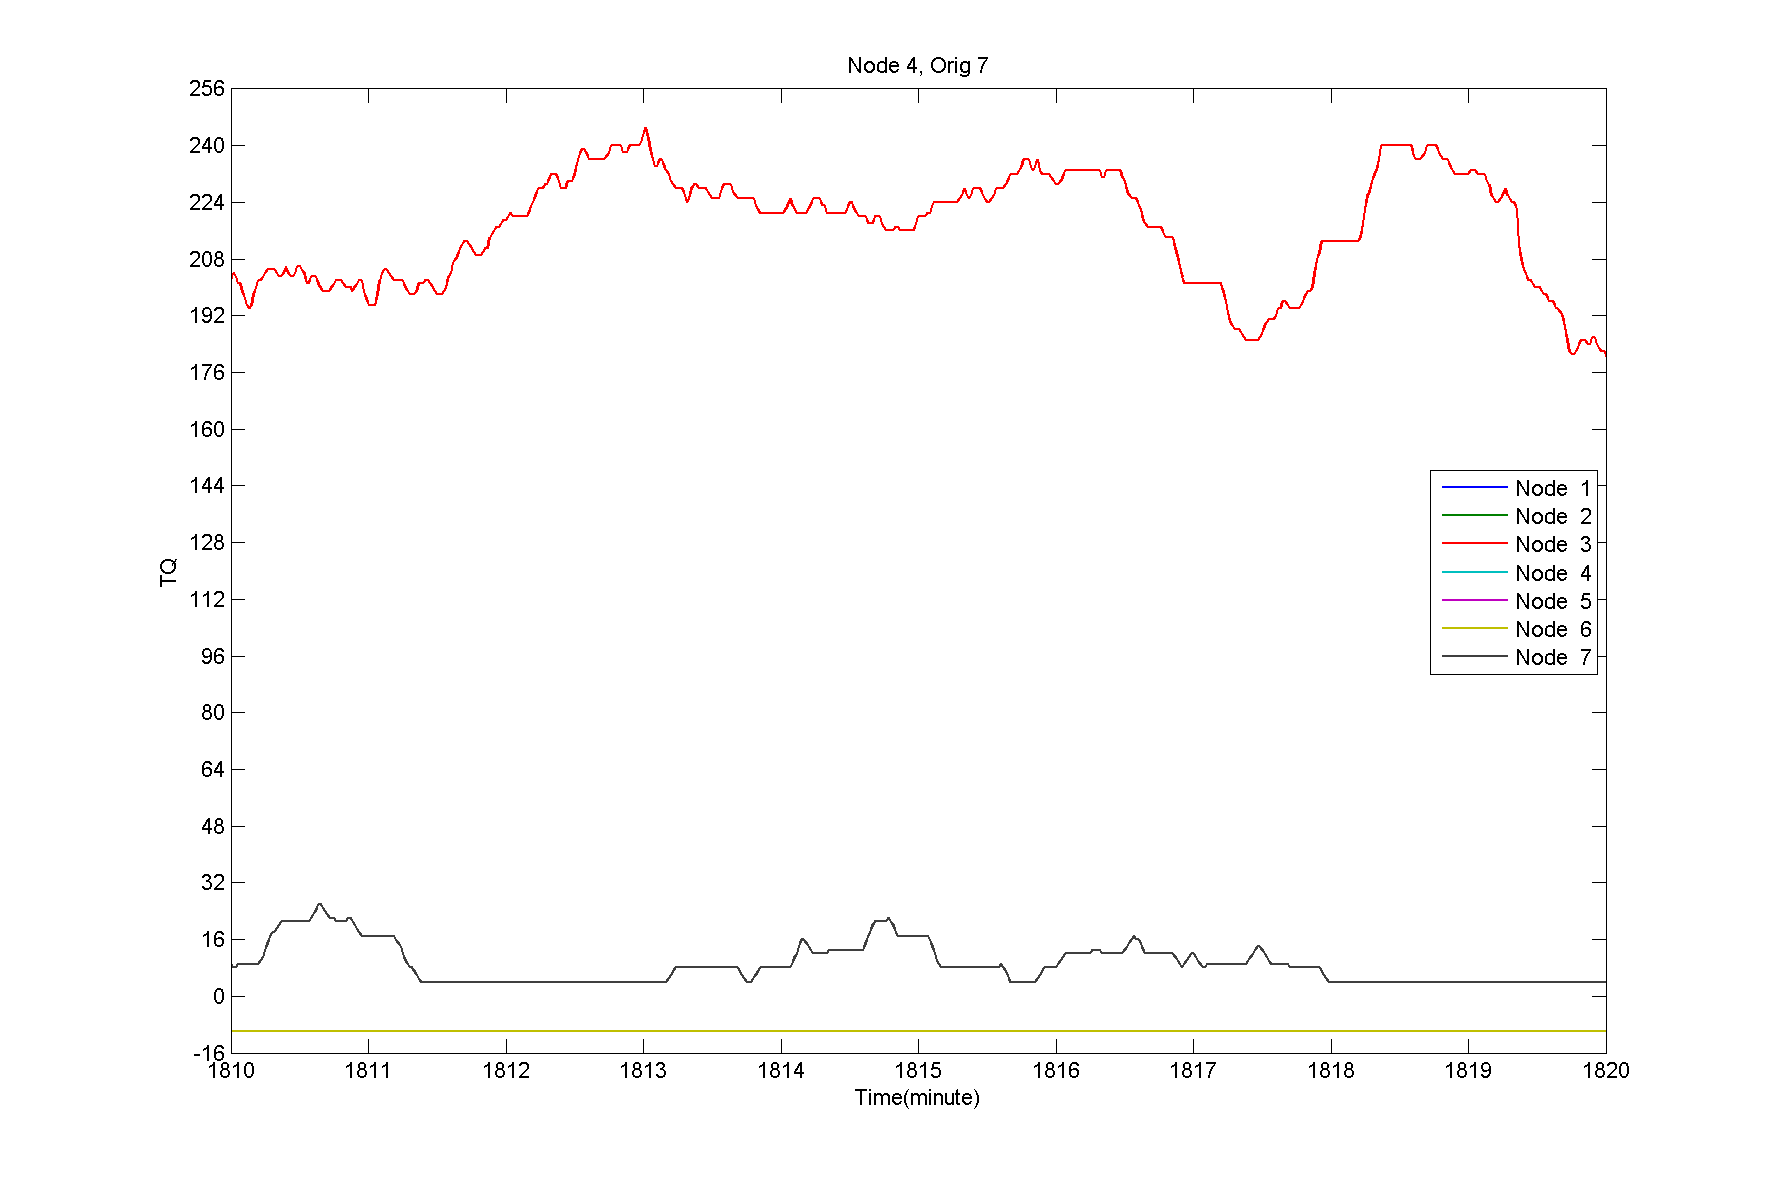 Node 4, Orig 7
256
240
224
208
192
176
160
144
128
112
96
80
64
48
32
16
0
-16
TQ
Node 1
Node 2
Node 3
Node 4
Node 5
Node 6
Node 7
1810 1811 1812 1813 1814 1815 1816 1817 1818 1819 1820
Time(minute)